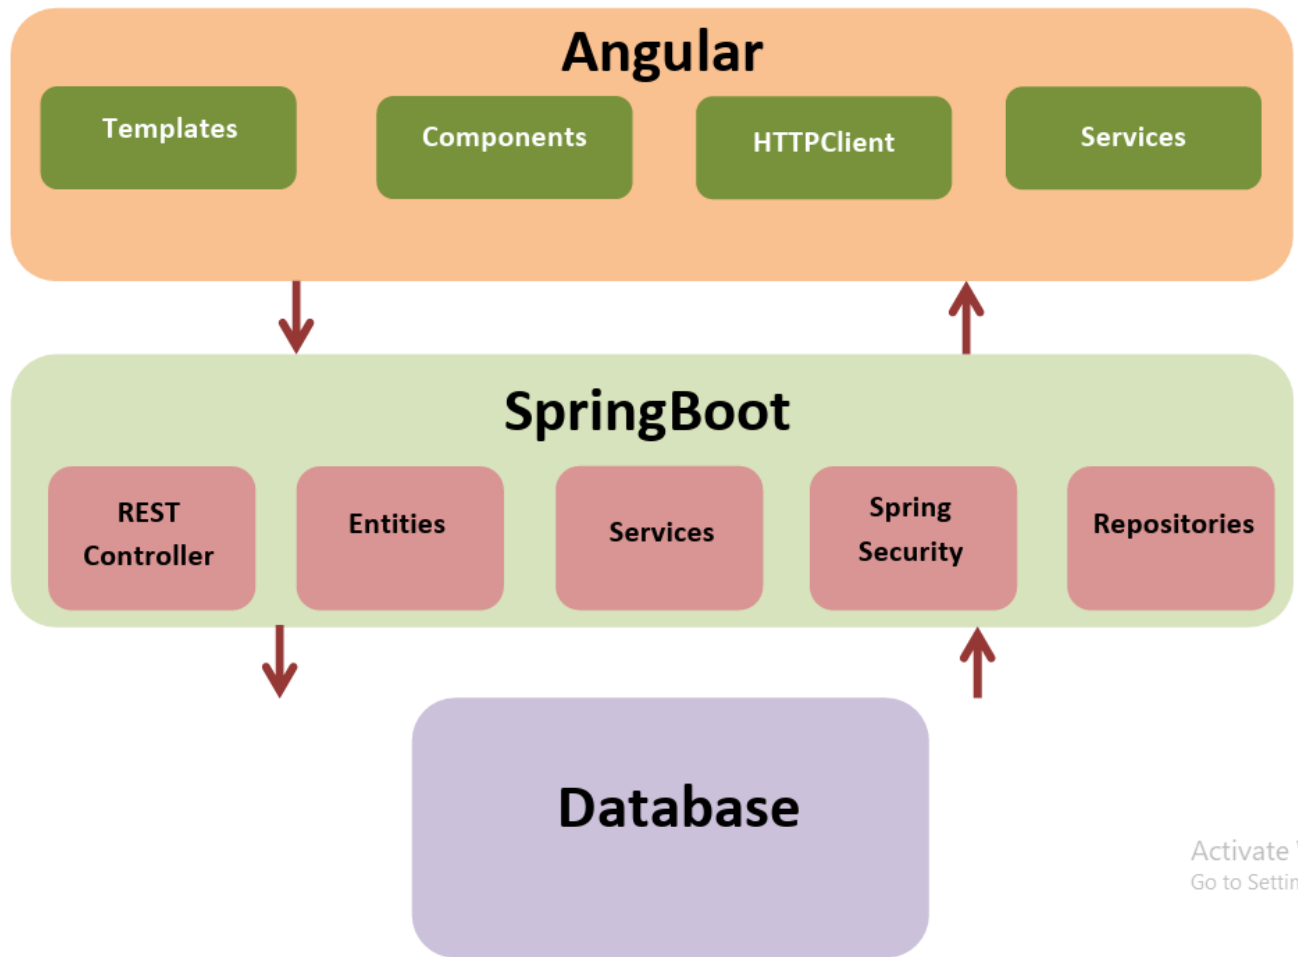 Angular
Templates
Components
HTTPClient
Services
SpringBoot
REST
Controller
Entities
Services
Spring
Security
Repositories
Database
Activate
Go to Settin